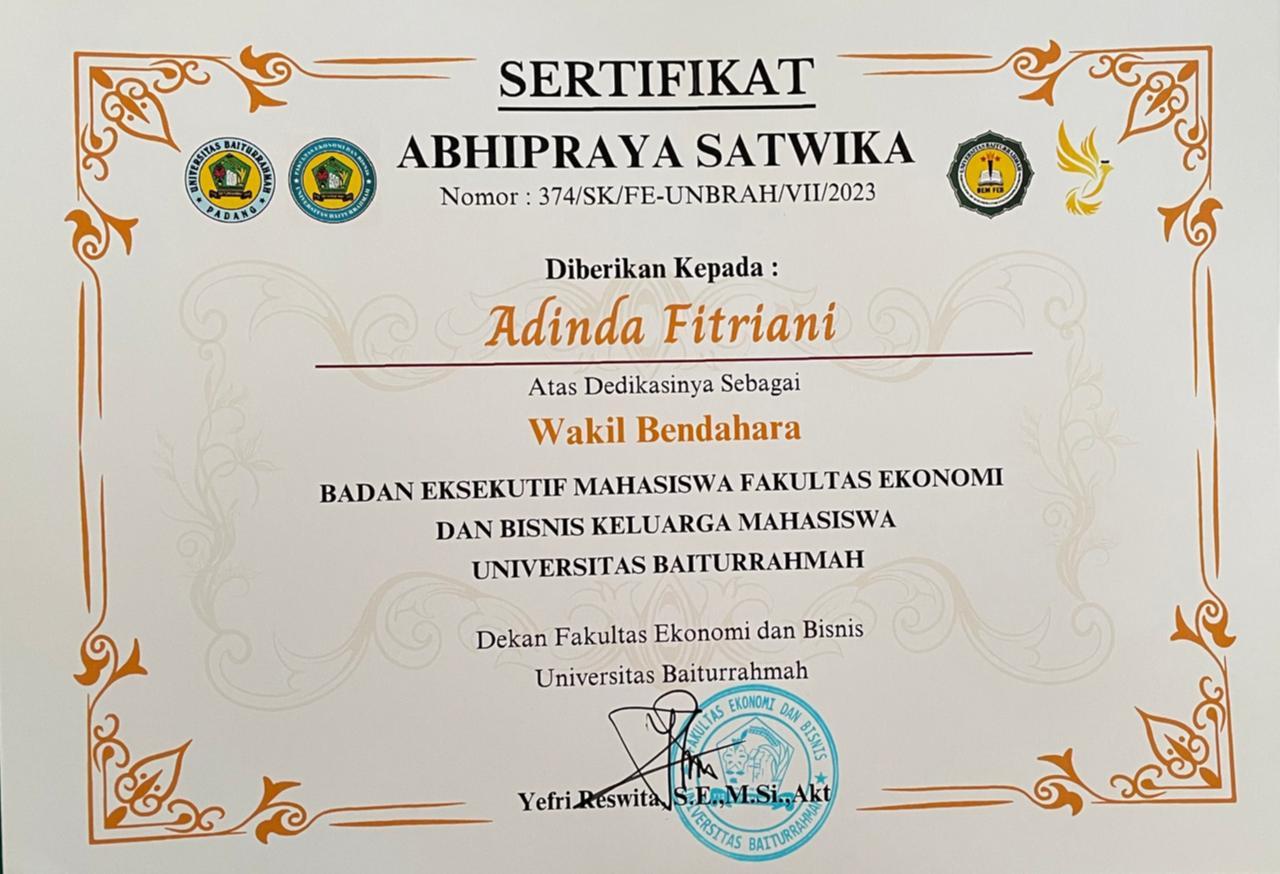 SERTIFIKAT
ABHIPRAYA SATWIKA
Nomor : 374/SK/FE-UNBRAH/VII/2023
UNIVERSITAS BAITURRAHMAH
PADANG
FAKULTAS EKONOMI DAN BISNIS
UNIVERSITAS BAITURRAHMAH
UNIVERSITAS BAITURRAHMAH
BEM FEB
Diberikan Kepada :
Adinda Fitriani
Atas Dedikasinya Sebagai
Wakil Bendahara
BADAN EKSEKUTIF MAHASISWA FAKULTAS EKONOMI
DAN BISNIS KELUARGA MAHASISWA
UNIVERSITAS BAITURRAHMAH
Dekan Fakultas Ekonomi dan Bisnis
Universitas Baiturrahmah
FAKULTAS EKONOMI DAN BISNIS
UNIVERSITAS BAITURRAHMAH
Yefri Reswita, S.E.,M.Si.,Akt